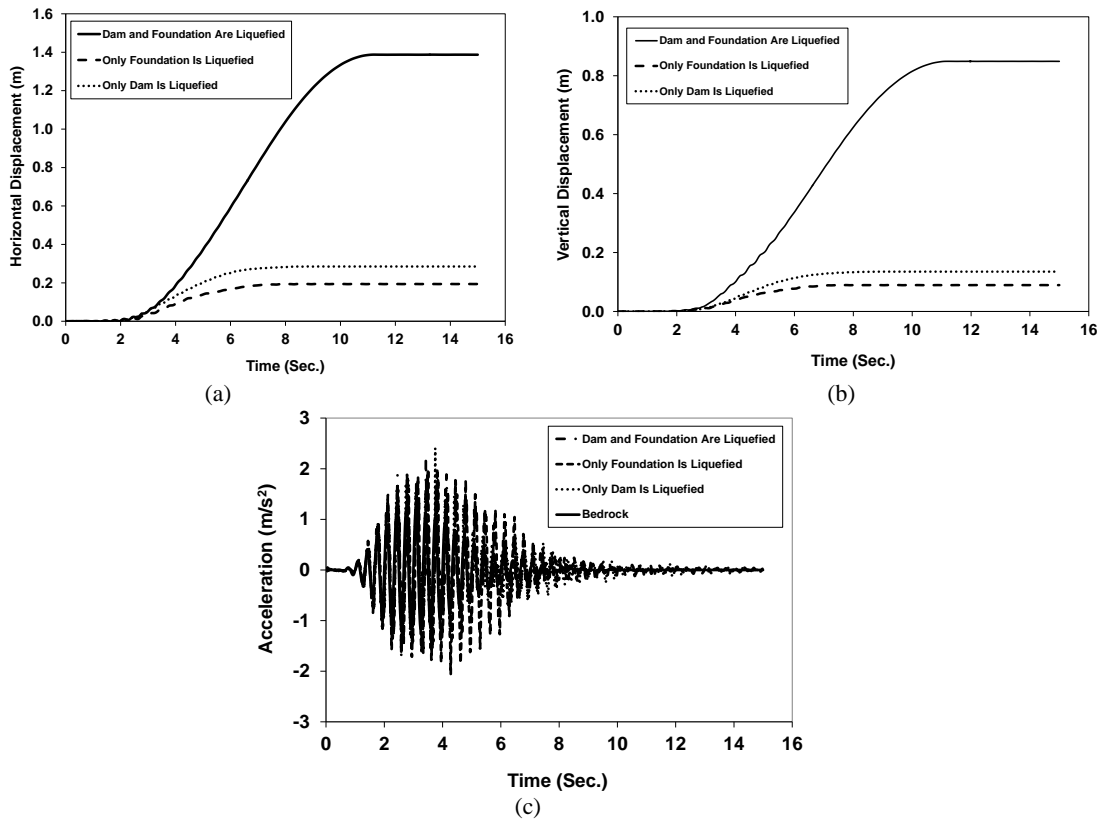 1.6
1.4
1.2
1.0
0.8
0.6
0.4
0.2
0.0
Horizontal Displacement (m)
Dam and Foundation Are Liquefied
Only Foundation Is Liquefied
Only Dam Is Liquefied
0 2 4 6 8 10 12 14 16
Time (Sec.)
(a)
1.0
0.8
0.6
0.4
0.2
0.0
Vertical Displacement (m)
Dam and Foundation Are Liquefied
Only Foundation Is Liquefied
Only Dam Is Liquefied
0 2 4 6 8 10 12 14 16
Time (Sec.)
(b)
3
2
1
0
-1
-2
-3
Acceleration (m/s²)
Dam and Foundation Are Liquefied
Only Foundation Is Liquefied
Only Dam Is Liquefied
Bedrock
0 2 4 6 8 10 12 14 16
Time (Sec.)
(c)